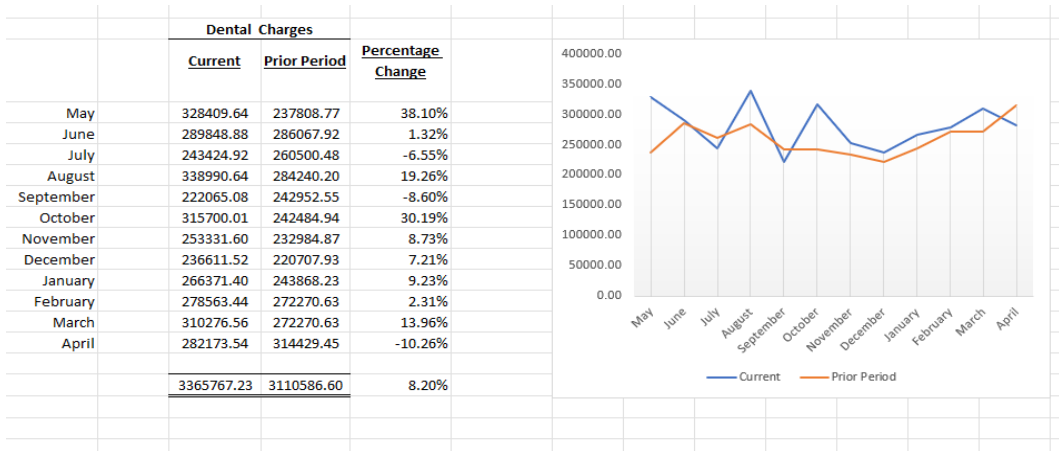 Dental Charges
Current Prior Period Percentage Change
May 328409.64 237808.77 38.10%
June 289848.88 286067.92 1.32%
July 243424.92 260500.48 -6.55%
August 338990.64 284240.20 19.26%
September 222065.08 242952.55 -8.60%
October 315700.01 242484.94 30.19%
November 253331.60 232984.87 8.73%
December 236611.52 220707.93 7.21%
January 266371.40 243868.23 9.23%
February 278563.44 272270.63 2.31%
March 310276.56 272270.63 13.96%
April 282173.54 314429.45 -10.26%
3365767.23 3110586.60 8.20%
400000.00
350000.00
300000.00
250000.00
200000.00
150000.00
100000.00
50000.00
0.00
May June July August September October November December January February March April
Current Prior Period